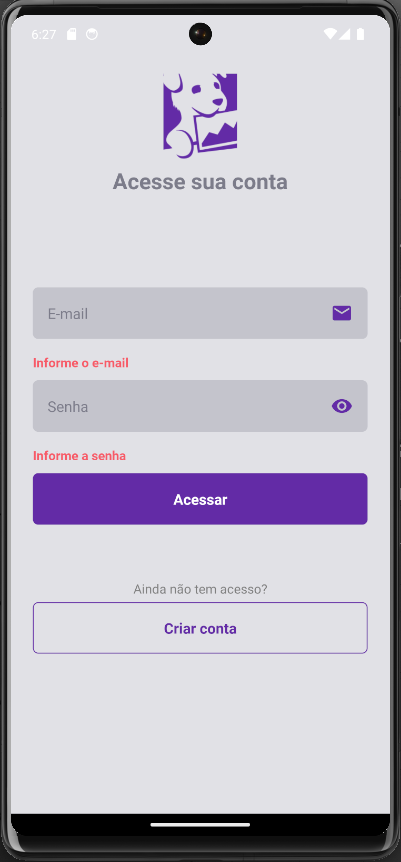 6:27
Acesse sua conta
E-mail
Informe o e-mail
Senha
Informe a senha
Acessar
Ainda não tem acesso?
Criar conta